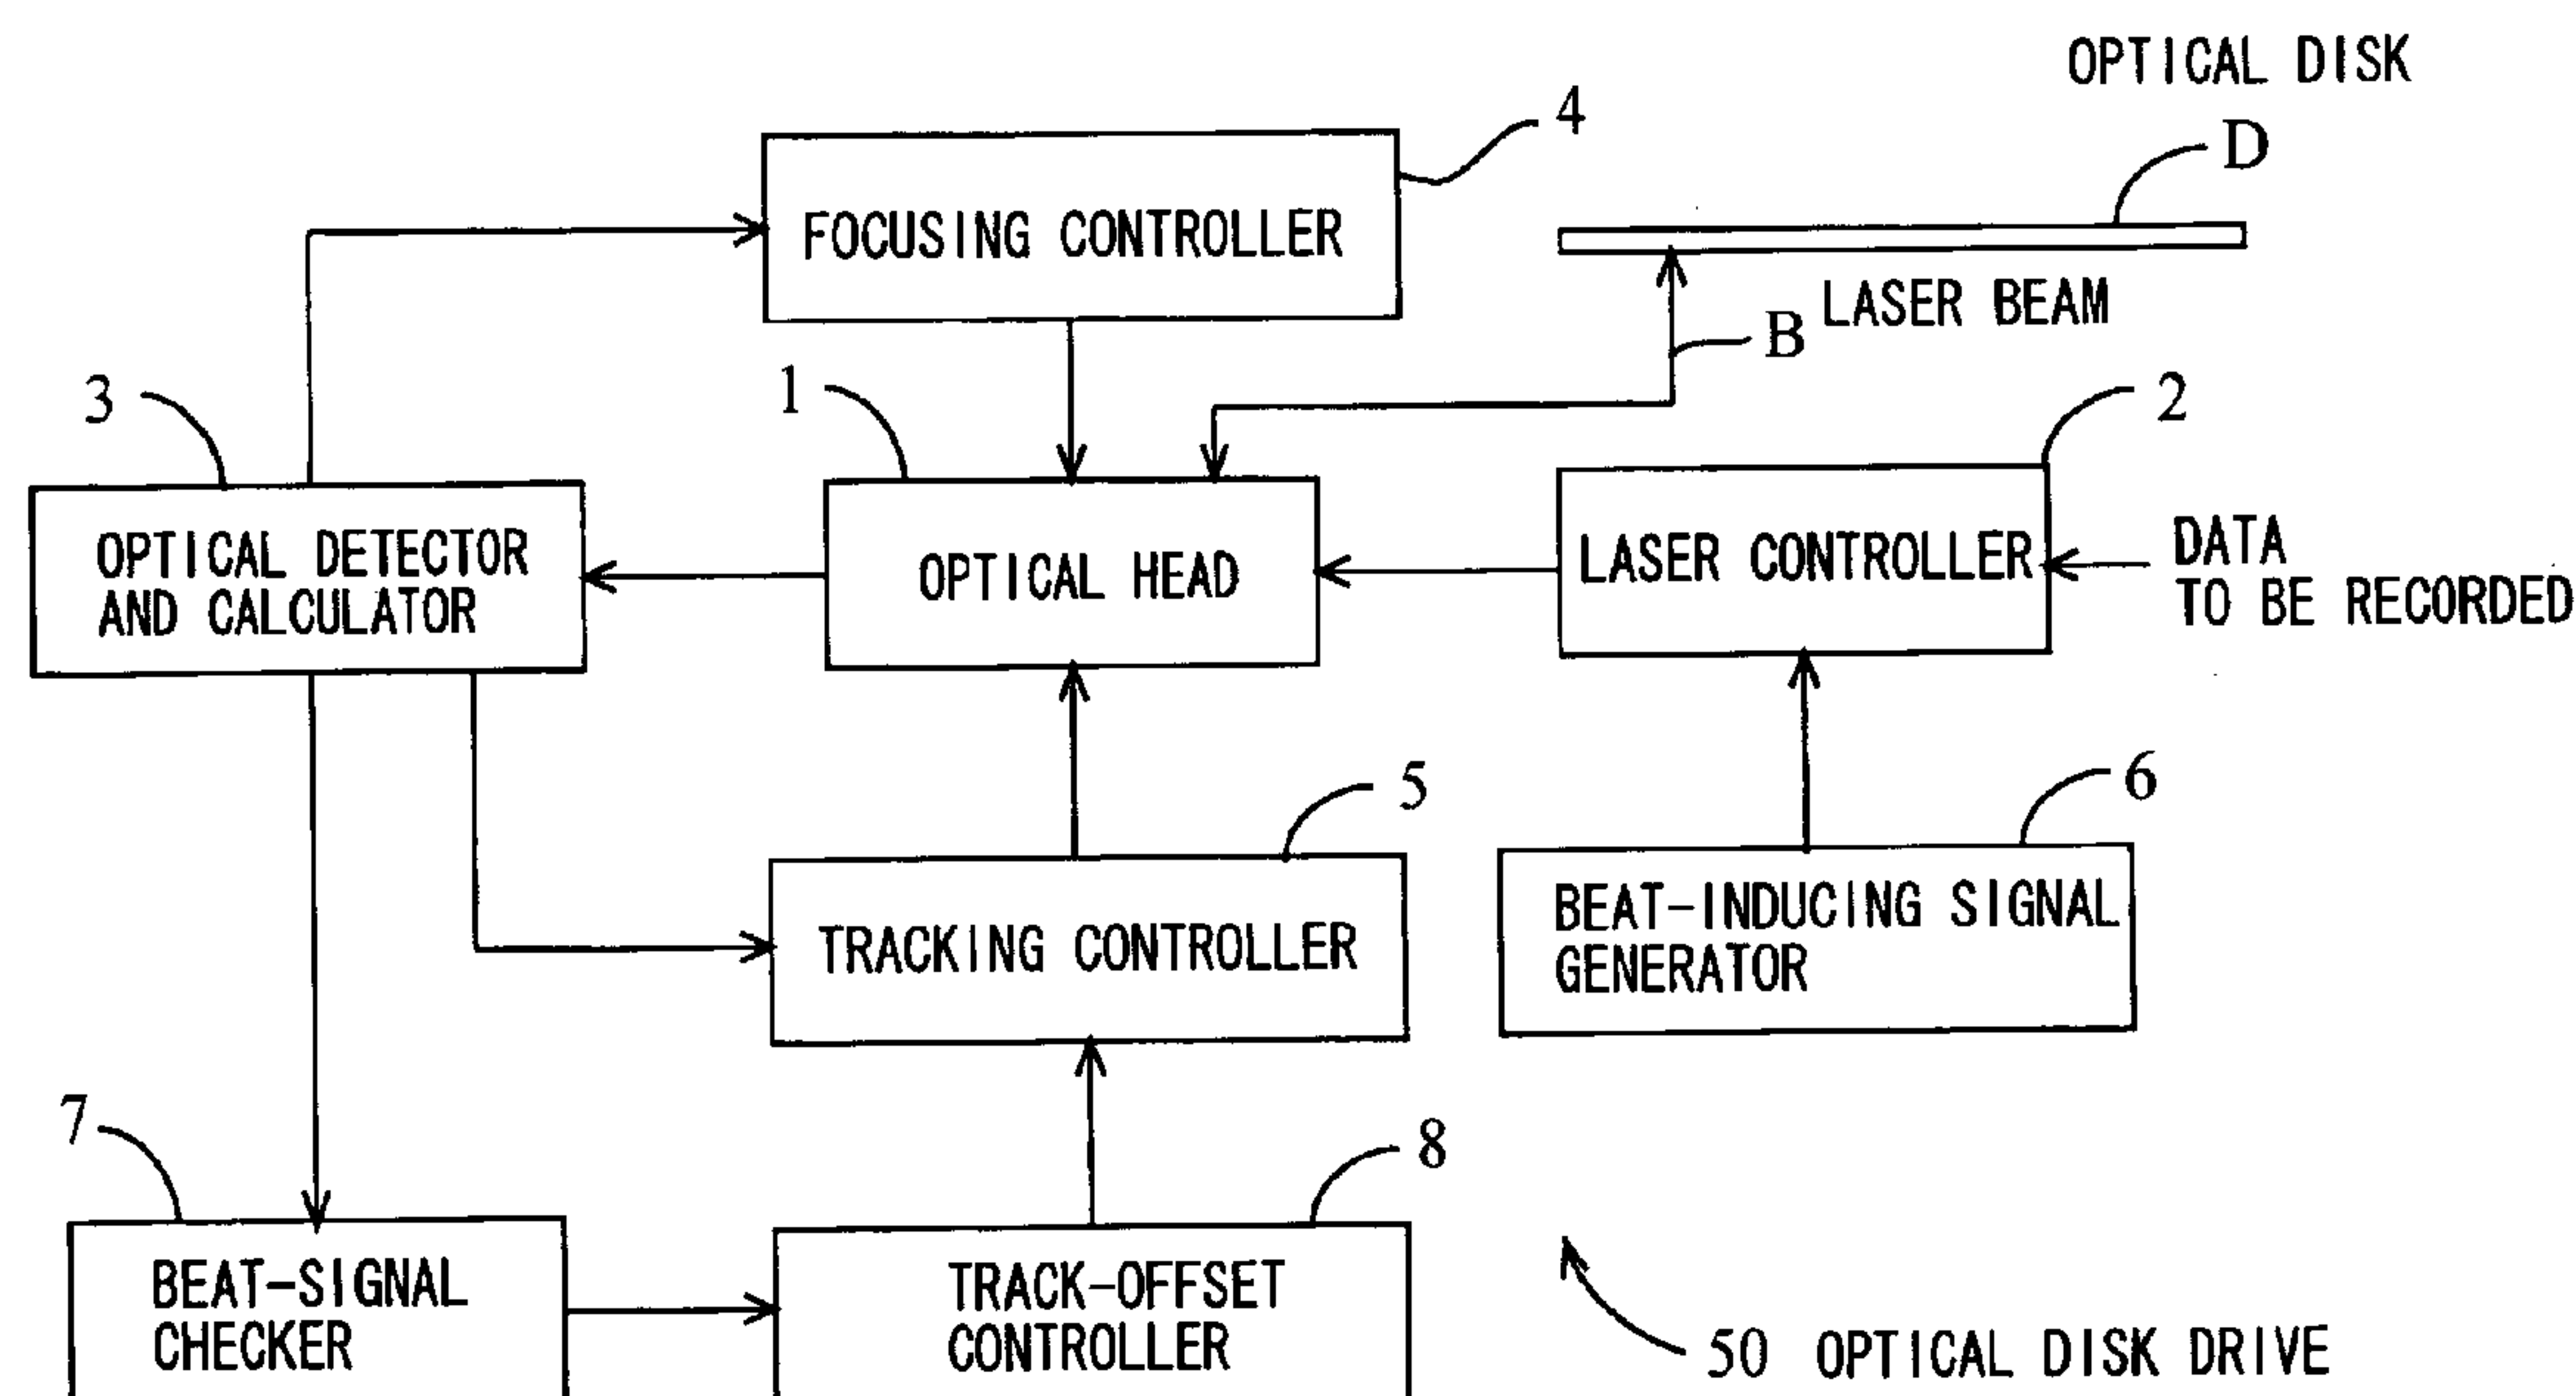 OPTICAL DISK
4
D
FOCUSING CONTROLLER
LASER BEAM
B
3
1
2
OPTICAL DETECTOR
AND CALCULATOR
OPTICAL HEAD
LASER CONTROLLER
DATA
TO BE RECORDED
5
6
TRACKING CONTROLLER
BEAT-INDUCING SIGNAL
GENERATOR
7
8
BEAT-SIGNAL
CHECKER
TRACK-OFFSET
CONTROLLER
50 OPTICAL DISK DRIVE